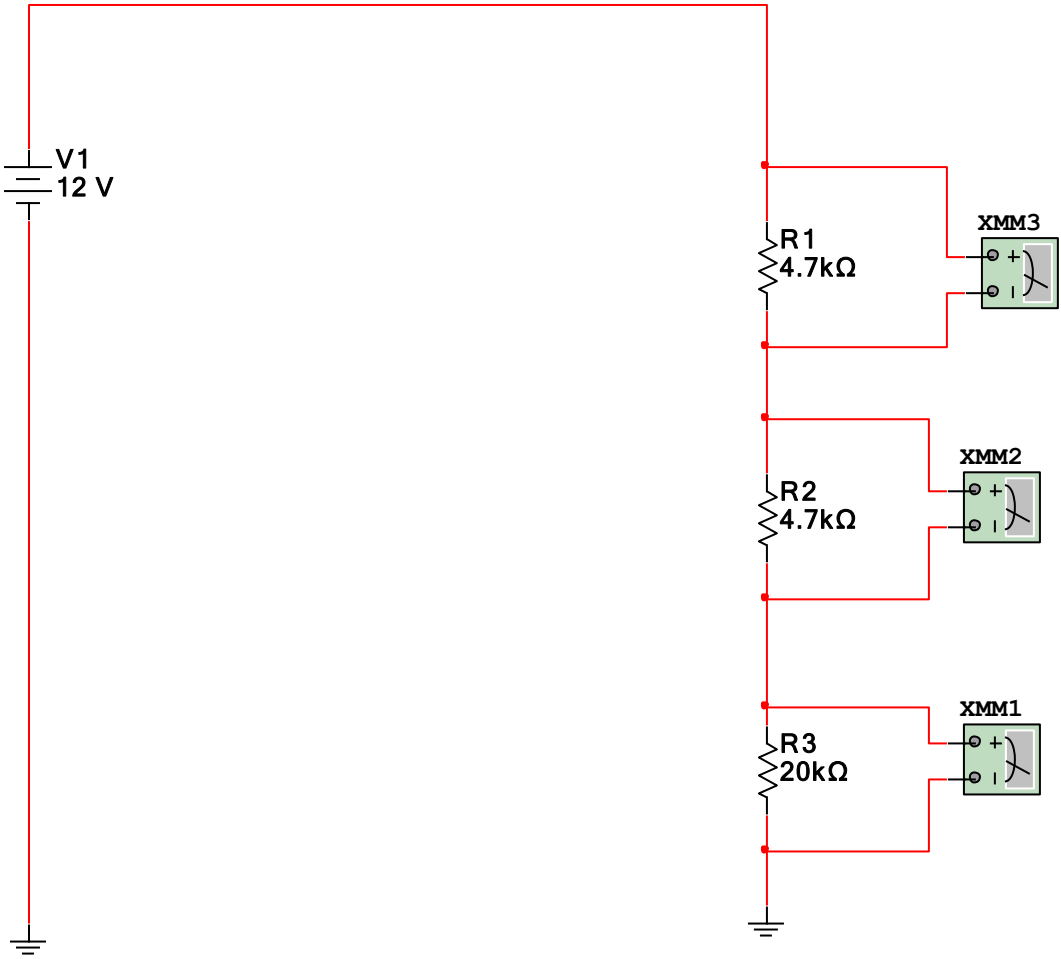 V1
12 V
XMM3
+
–
R1
4.7kΩ
XMM2
+
–
R2
4.7kΩ
XMM1
+
–
R3
20kΩ